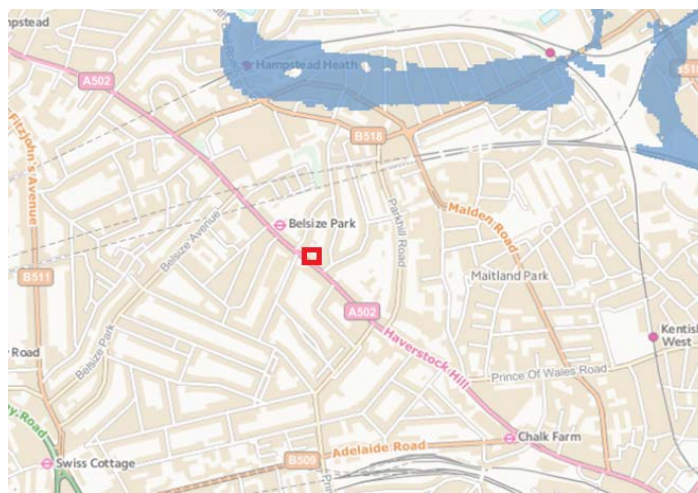 mpstead
Hampstead Heath
A502
B518
B518
Fitzjohn's Avenue
Malden Road
Belsize Park
Belsize Avenue
Parkhill Road
B511
Maitland Park
A502
Kentish
West
Haverstock Hill
Road
Belsize Park
Prince Of Wales Road
Chalk Farm
Adelaide Road
Swiss Cottage
B509
Road